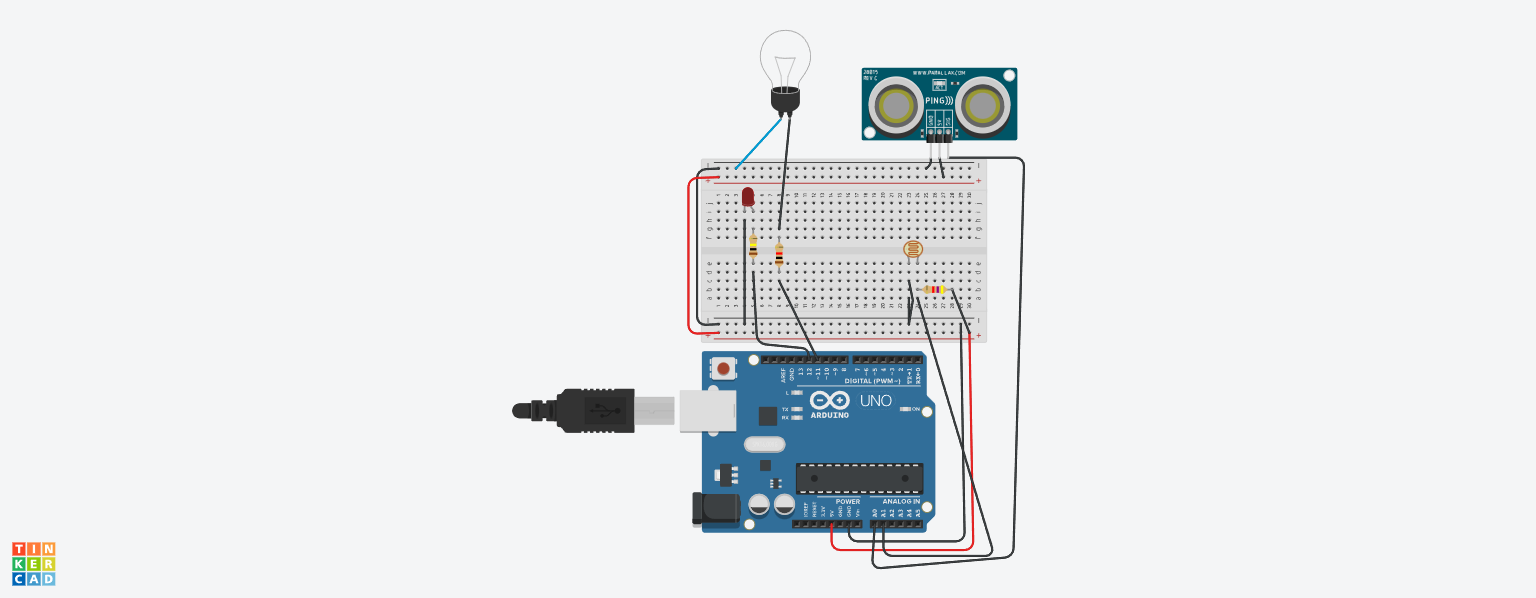 28015
REV C
WWW.PARALLAX.COM
PING)))
GND
5V
SIG
AREF
GND
13
12
~11
~10
~9
8
7
~6
~5
4
~3
2
TX→1
RX←0
DIGITAL (PWM~)
L
TX
RX
ARDUINO
UNO
ON
POWER
ANALOG IN
IOREF
RESET
3.3V
5V
GND
GND
Vin
A0
A1
A2
A3
A4
A5
TIN
KER
CAD